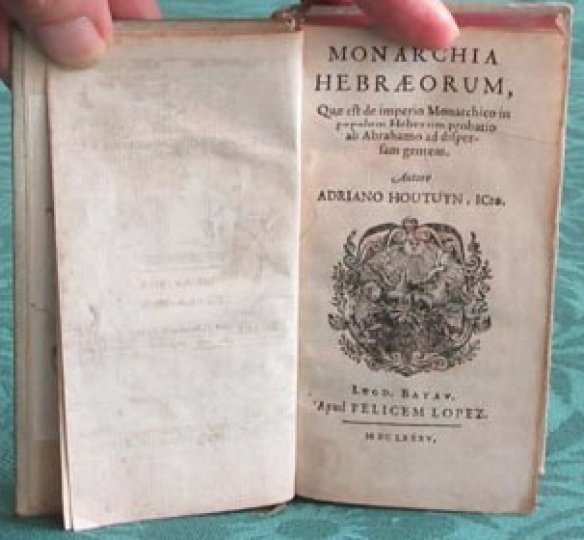 MONARCHIA
HEBRÆORUM,
Quæ est de imperio Monarchico in
populum Hebræum probatio
ab Abrahamo ad disper-
sam gentem.
Autore
ADRIANO HOUTUYN, ICto.
LUGD. BATAV.
Apud FELICEM LOPEZ.